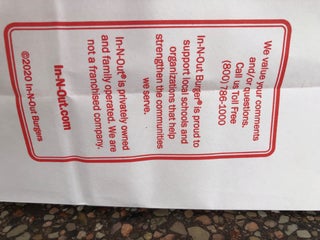 We value your comments
and/or questions.
Call us Toll Free
(800)786-1000
In-N-Out Burger® is proud to
support local schools and
organizations that help
strengthen the communities
we serve.
In-N-Out® is privately owned
and family operated. We are
not a franchised company.
In-N-Out.com
©2020 In-N-Out Burgers